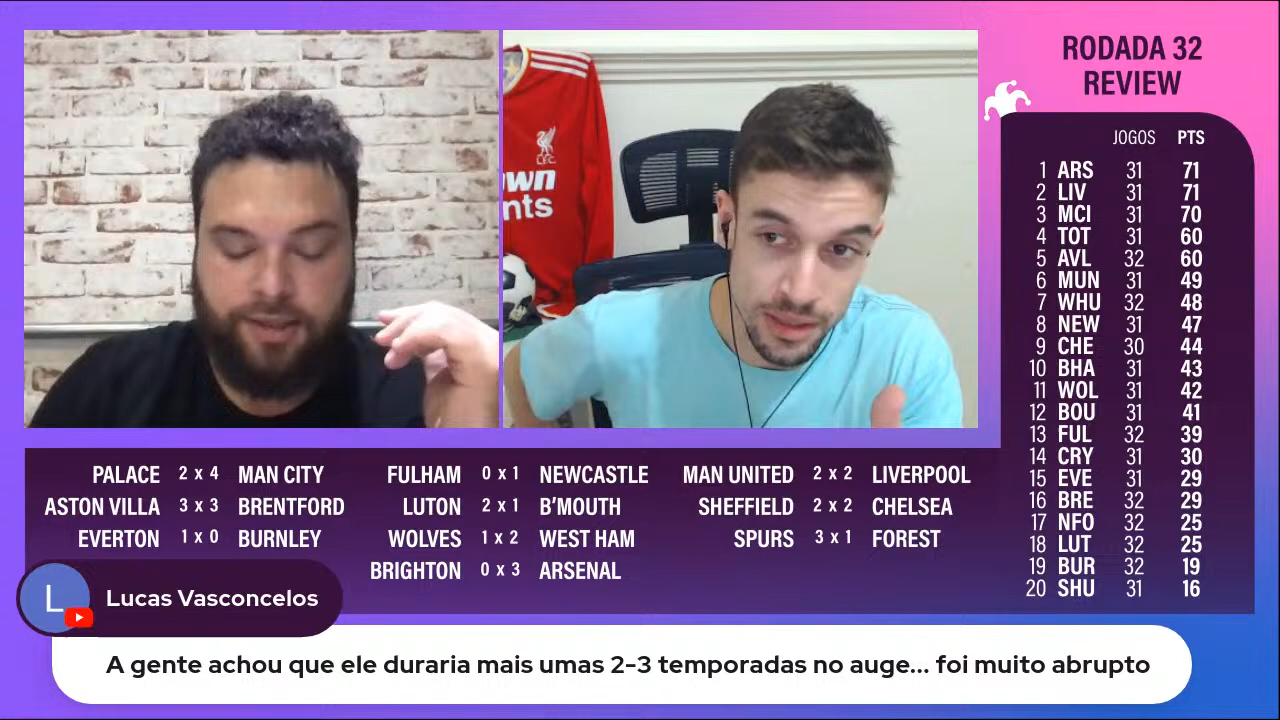 RODADA 32
REVIEW
JOGOS PTS
1 ARS 31 71
2 LIV 31 71
3 MCI 31 70
4 TOT 31 60
5 AVL 32 60
6 MUN 31 49
7 WHU 32 48
8 NEW 31 47
9 CHE 30 44
10 BHA 31 43
11 WOL 31 42
12 BOU 31 41
13 FUL 32 39
14 CRY 31 30
15 EVE 31 29
16 BRE 32 29
17 NFO 32 25
18 LUT 32 25
19 BUR 32 19
20 SHU 31 16
L.F.C.
wn
nts
PALACE 2 x 4 MAN CITY
ASTON VILLA 3 x 3 BRENTFORD
EVERTON 1 x 0 BURNLEY
FULHAM 0 x 1 NEWCASTLE
LUTON 2 x 1 B'MOUTH
WOLVES 1 x 2 WEST HAM
BRIGHTON 0 x 3 ARSENAL
MAN UNITED 2 x 2 LIVERPOOL
SHEFFIELD 2 x 2 CHELSEA
SPURS 3 x 1 FOREST
L
Lucas Vasconcelos
A gente achou que ele duraria mais umas 2-3 temporadas no auge... foi muito abrupto